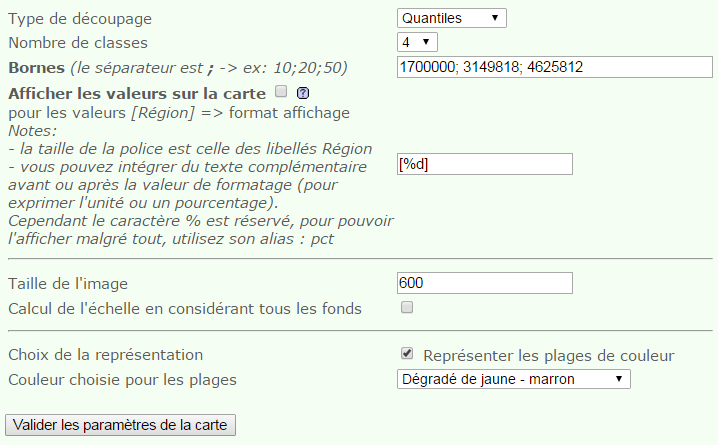 Type de découpage Quantiles
Nombre de classes 4
Bornes (le séparateur est ; -> ex: 10;20;50) 1700000; 3149818; 4625812
Afficher les valeurs sur la carte ?
pour les valeurs [Région] => format affichage
Notes:
- la taille de la police est celle des libellés Région
- vous pouvez intégrer du texte complémentaire [%d]
avant ou après la valeur de formatage (pour
exprimer l'unité ou un pourcentage).
Cependant le caractère % est réservé, pour pouvoir
l'afficher malgré tout, utilisez son alias : pct
Taille de l'image 600
Calcul de l'échelle en considérant tous les fonds
Choix de la représentation Représenter les plages de couleur
Couleur choisie pour les plages Dégradé de jaune - marron
Valider les paramètres de la carte